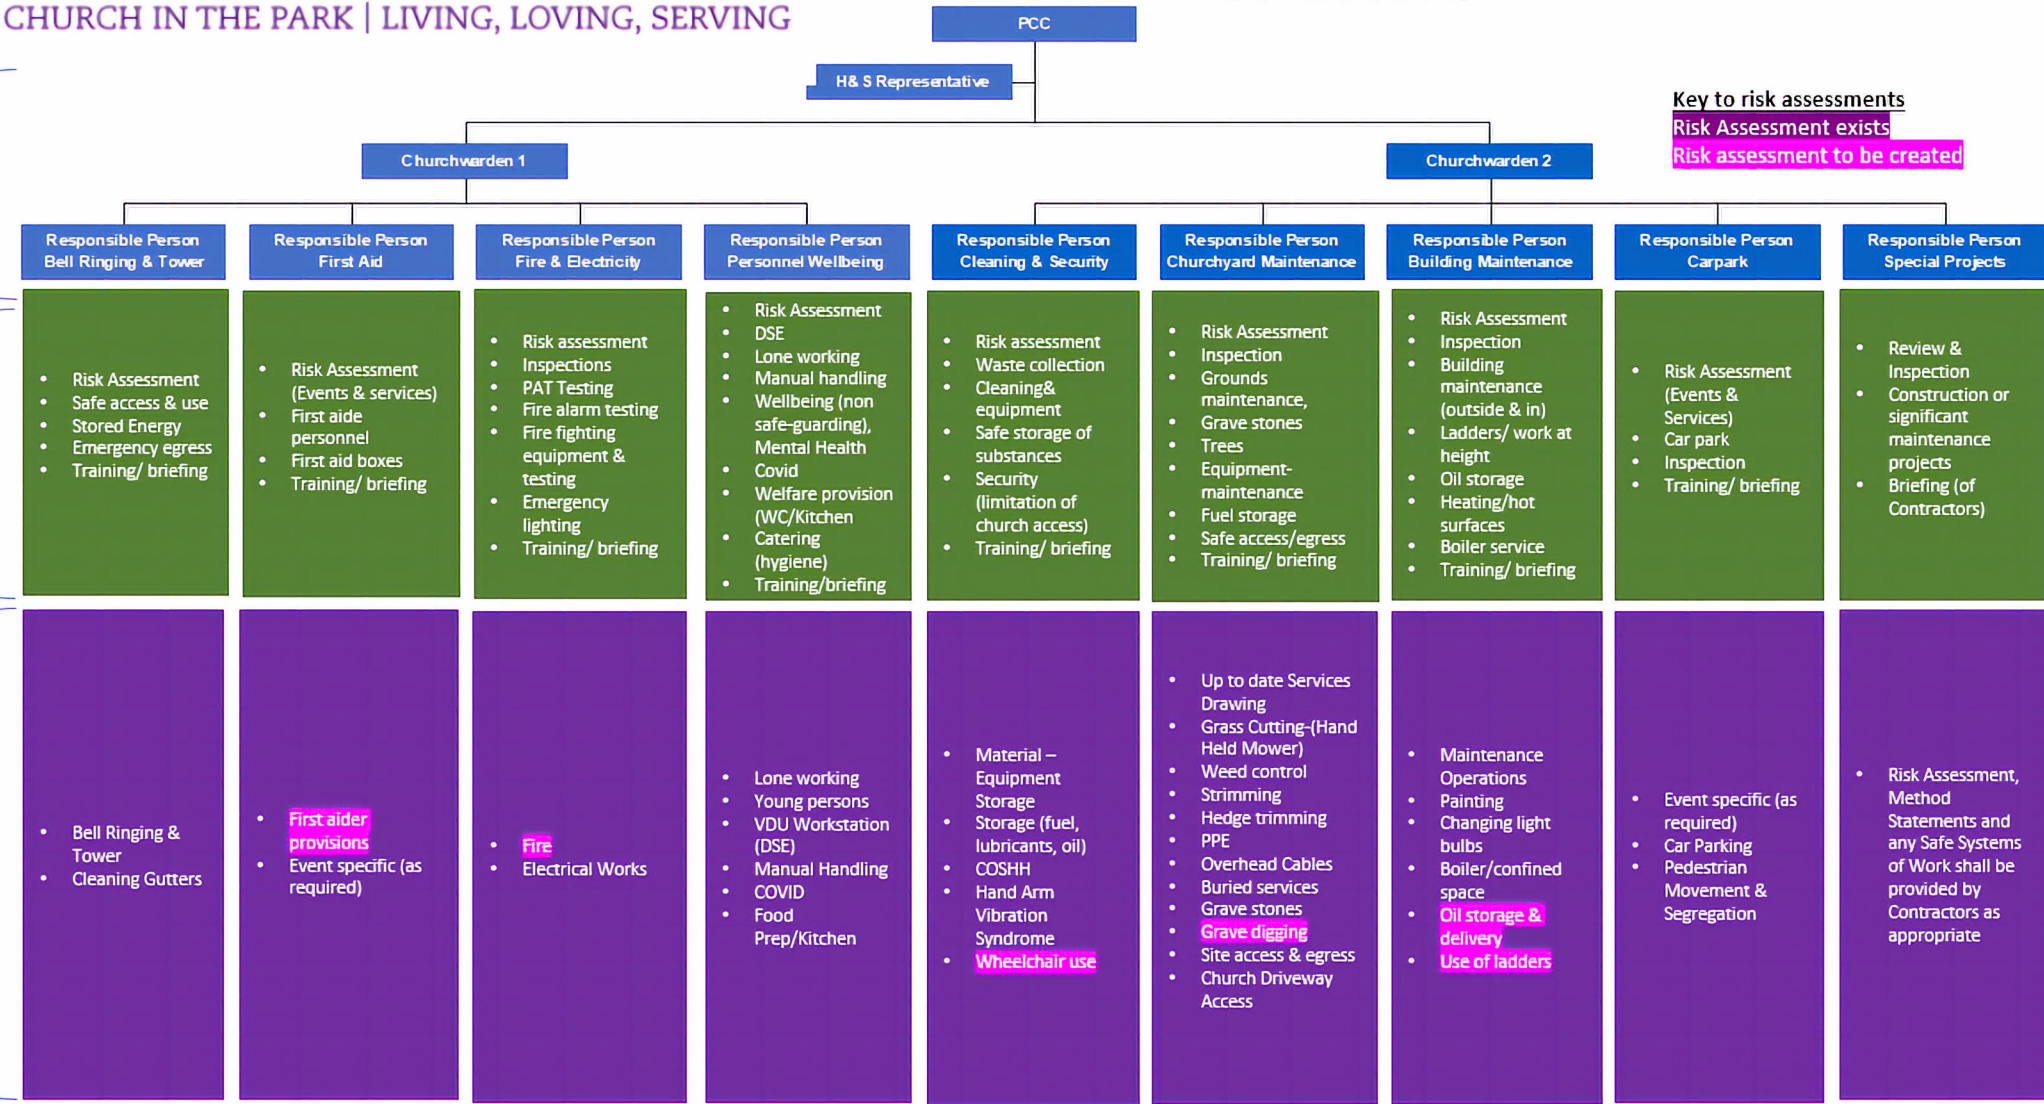 CHURCH IN THE PARK | LIVING, LOVING, SERVING
PCC
H& S Representative
Key to risk assessments
Risk Assessment exists
Risk assessment to be created
Churchwarden 1
Churchwarden 2
Responsible Person
Bell Ringing & Tower
Responsible Person
First Aid
Responsible Person
Fire & Electricity
Responsible Person
Personnel Wellbeing
Responsible Person
Cleaning & Security
Responsible Person
Churchyard Maintenance
Responsible Person
Building Maintenance
Responsible Person
Carpark
Responsible Person
Special Projects
• Risk Assessment
• Safe access & use
• Stored Energy
• Emergency egress
• Training/ briefing
• Risk Assessment
(Events & services)
• First aide
personnel
• First aid boxes
• Training/ briefing
• Risk assessment
• Inspections
• PAT Testing
• Fire alarm testing
• Fire fighting
equipment &
testing
• Emergency
lighting
• Training/ briefing
• Risk Assessment
• DSE
• Lone working
• Manual handling
• Wellbeing (non
safe-guarding),
Mental Health
• Covid
• Welfare provision
(WC/Kitchen
• Catering
(hygiene)
• Training/briefing
• Risk assessment
• Waste collection
• Cleaning&
equipment
• Safe storage of
substances
• Security
(limitation of
church access)
• Training/ briefing
• Risk Assessment
• Inspection
• Grounds
maintenance,
• Grave stones
• Trees
• Equipment-
maintenance
• Fuel storage
• Safe access/egress
• Training/ briefing
• Risk Assessment
• Inspection
• Building
maintenance
(outside & in)
• Ladders/ work at
height
• Oil storage
• Heating/hot
surfaces
• Boiler service
• Training/ briefing
• Risk Assessment
(Events &
Services)
• Car park
• Inspection
• Training/ briefing
• Review &
Inspection
• Construction or
significant
maintenance
projects
• Briefing (of
Contractors)
• Bell Ringing &
Tower
• Cleaning Gutters
• First aider
provisions
• Event specific (as
required)
• Fire
• Electrical Works
• Lone working
• Young persons
• VDU Workstation
(DSE)
• Manual Handling
• COVID
• Food
Prep/Kitchen
• Material –
Equipment
Storage
• Storage (fuel,
lubricants, oil)
• COSHH
• Hand Arm
Vibration
Syndrome
• Wheelchair use
• Up to date Services
Drawing
• Grass Cutting-(Hand
Held Mower)
• Weed control
• Strimming
• Hedge trimming
• PPE
• Overhead Cables
• Buried services
• Grave stones
• Grave digging
• Site access & egress
• Church Driveway
Access
• Maintenance
Operations
• Painting
• Changing light
bulbs
• Boiler/confined
space
• Oil storage &
delivery
• Use of ladders
• Event specific (as
required)
• Car Parking
• Pedestrian
Movement &
Segregation
• Risk Assessment,
Method
Statements and
any Safe Systems
of Work shall be
provided by
Contractors as
appropriate